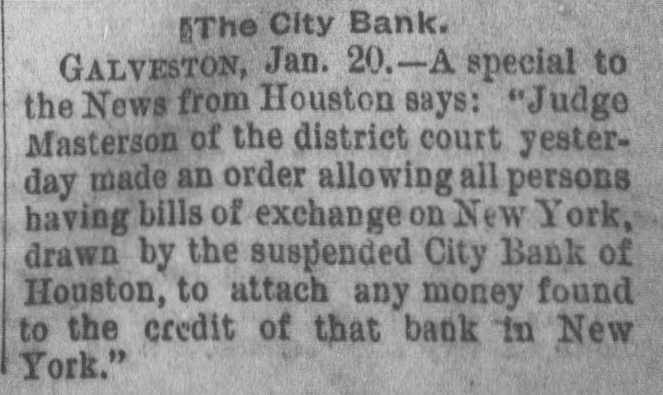 The City Bank.
GALVESTON, Jan. 20.—A special to
the News from Houston says: "Judge
Masterson of the district court yester-
day made an order allowing all persons
having bills of exchange on New York,
drawn by the suspended City Bank of
Houston, to attach any money found
to the credit of that bank in New
York."